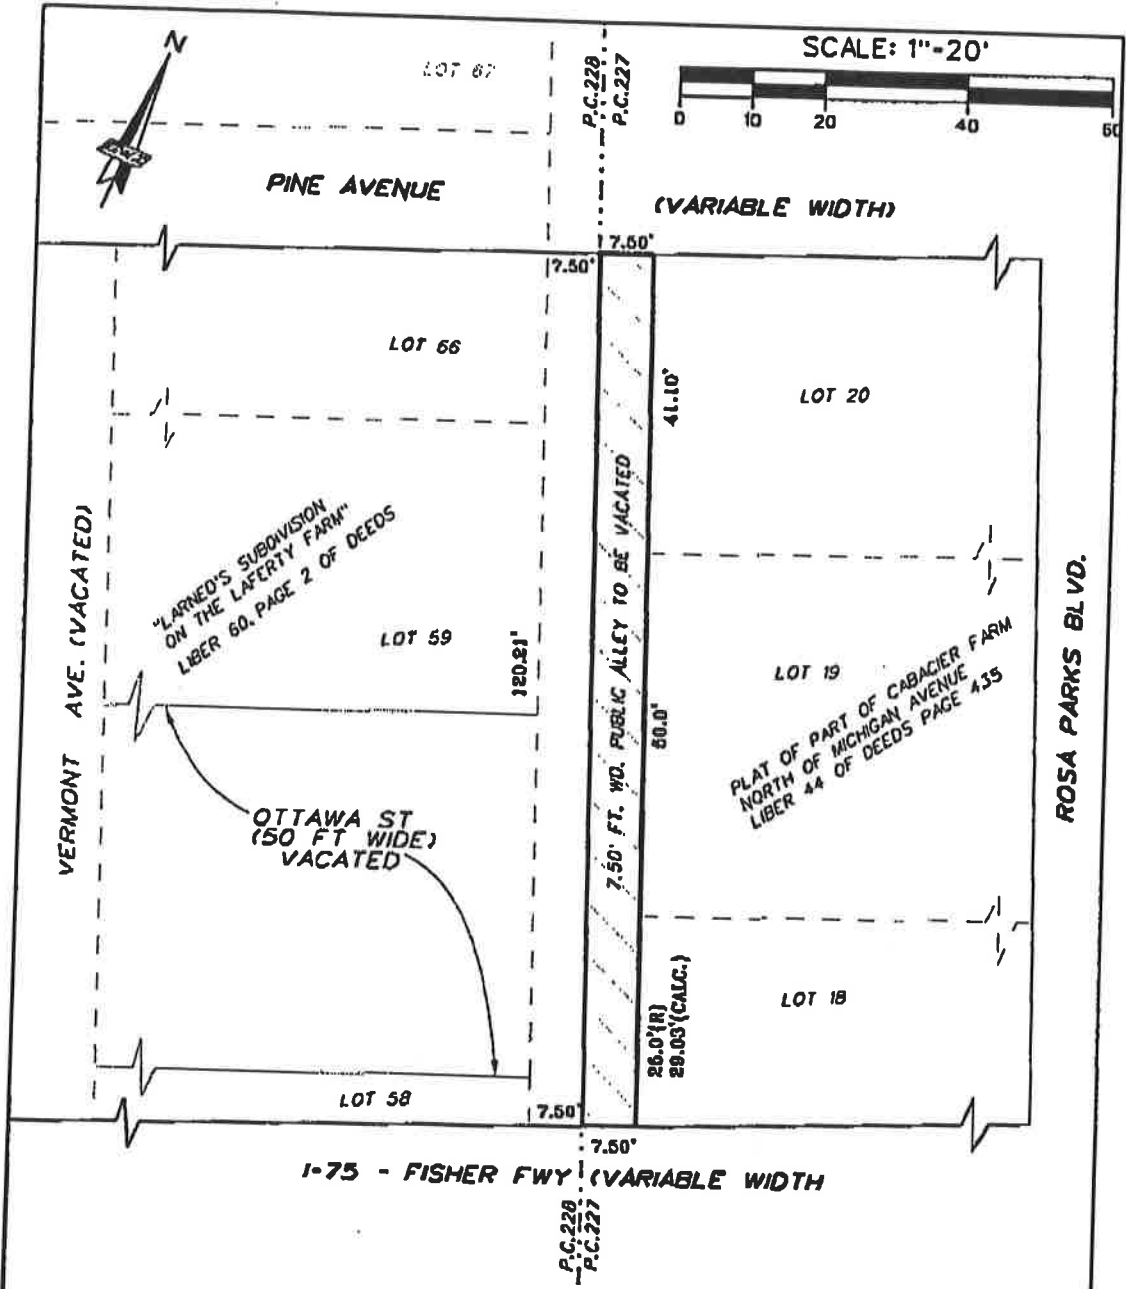 SCALE: 1"-20'
0 10 20 40 60
N
LOT 67
P.C.228
P.C.227
PINE AVENUE
(VARIABLE WIDTH)
7.50'
7.50'
LOT 66
41.10'
LOT 20
VERMONT AVE. (VACATED)
"LARNED'S SUBDIVISION
ON THE LAFERTY FARM"
LIBER 60, PAGE 2 OF DEEDS
LOT 59
120.21'
7.50' FT. WD. PUBLIC ALLEY TO BE VACATED
50.0'
LOT 19
PLAT OF PART OF CABACIER FARM
NORTH OF MICHIGAN AVENUE
LIBER 44 OF DEEDS PAGE 435
ROSA PARKS BLVD.
OTTAWA ST
(50 FT WIDE)
VACATED
26.0'(R)
29.03'(CALC.)
LOT 18
LOT 58
7.50'
7.50'
I-75 - FISHER FWY (VARIABLE WIDTH
P.C.228
P.C.227